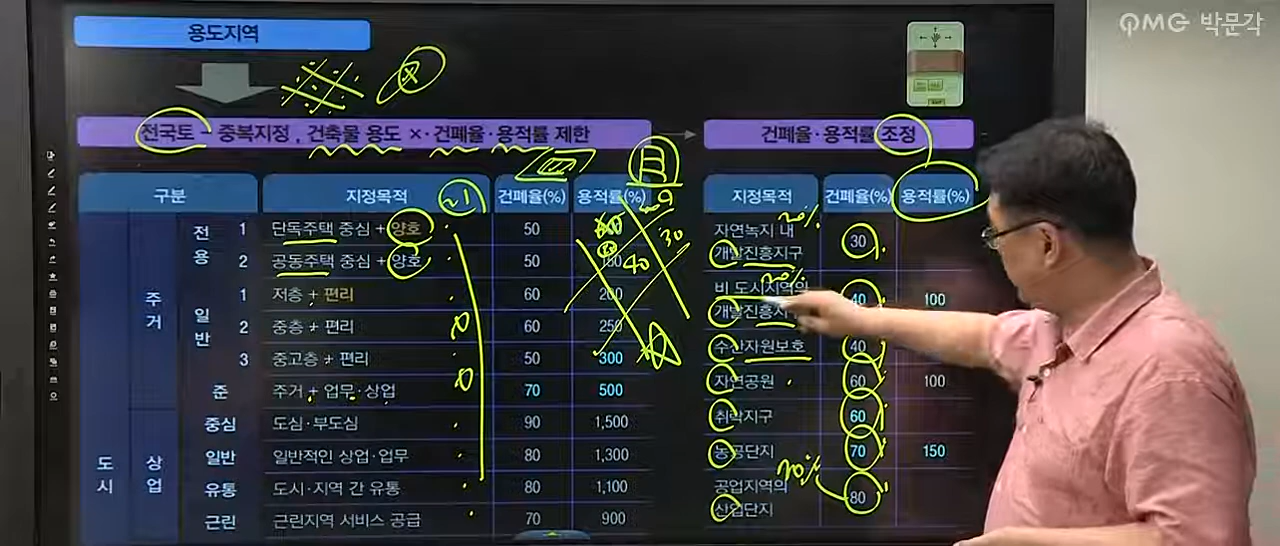 QMG 박문각
용도지역
전국토 - 중복지정, 건축물 용도 ×·건폐율·용적률 제한
건폐율·용적률 조정
구분 지정목적 건폐율(%) 용적률(%)
도시 주거 전용 1 단독주택 중심 + 양호 50
2 공동주택 중심 + 양호 50 150
일반 1 저층 + 편리 60 200
2 중층 + 편리 60 250
3 중고층 + 편리 50 300
준 주거 + 업무·상업 70 500
상업 중심 도심·부도심 90 1,500
일반 일반적인 상업·업무 80 1,300
유통 도시·지역 간 유통 80 1,100
근린 근린지역 서비스 공급 70 900
지정목적 건폐율(%) 용적률(%)
자연녹지 내
개발진흥지구 30
비 도시지역의
개발진흥지 40 100
수산자원보호 40
자연공원 60 100
취락지구 60
농공단지 70 150
공업지역의
산업단지 80
~1
20%
20%
70%
30
40